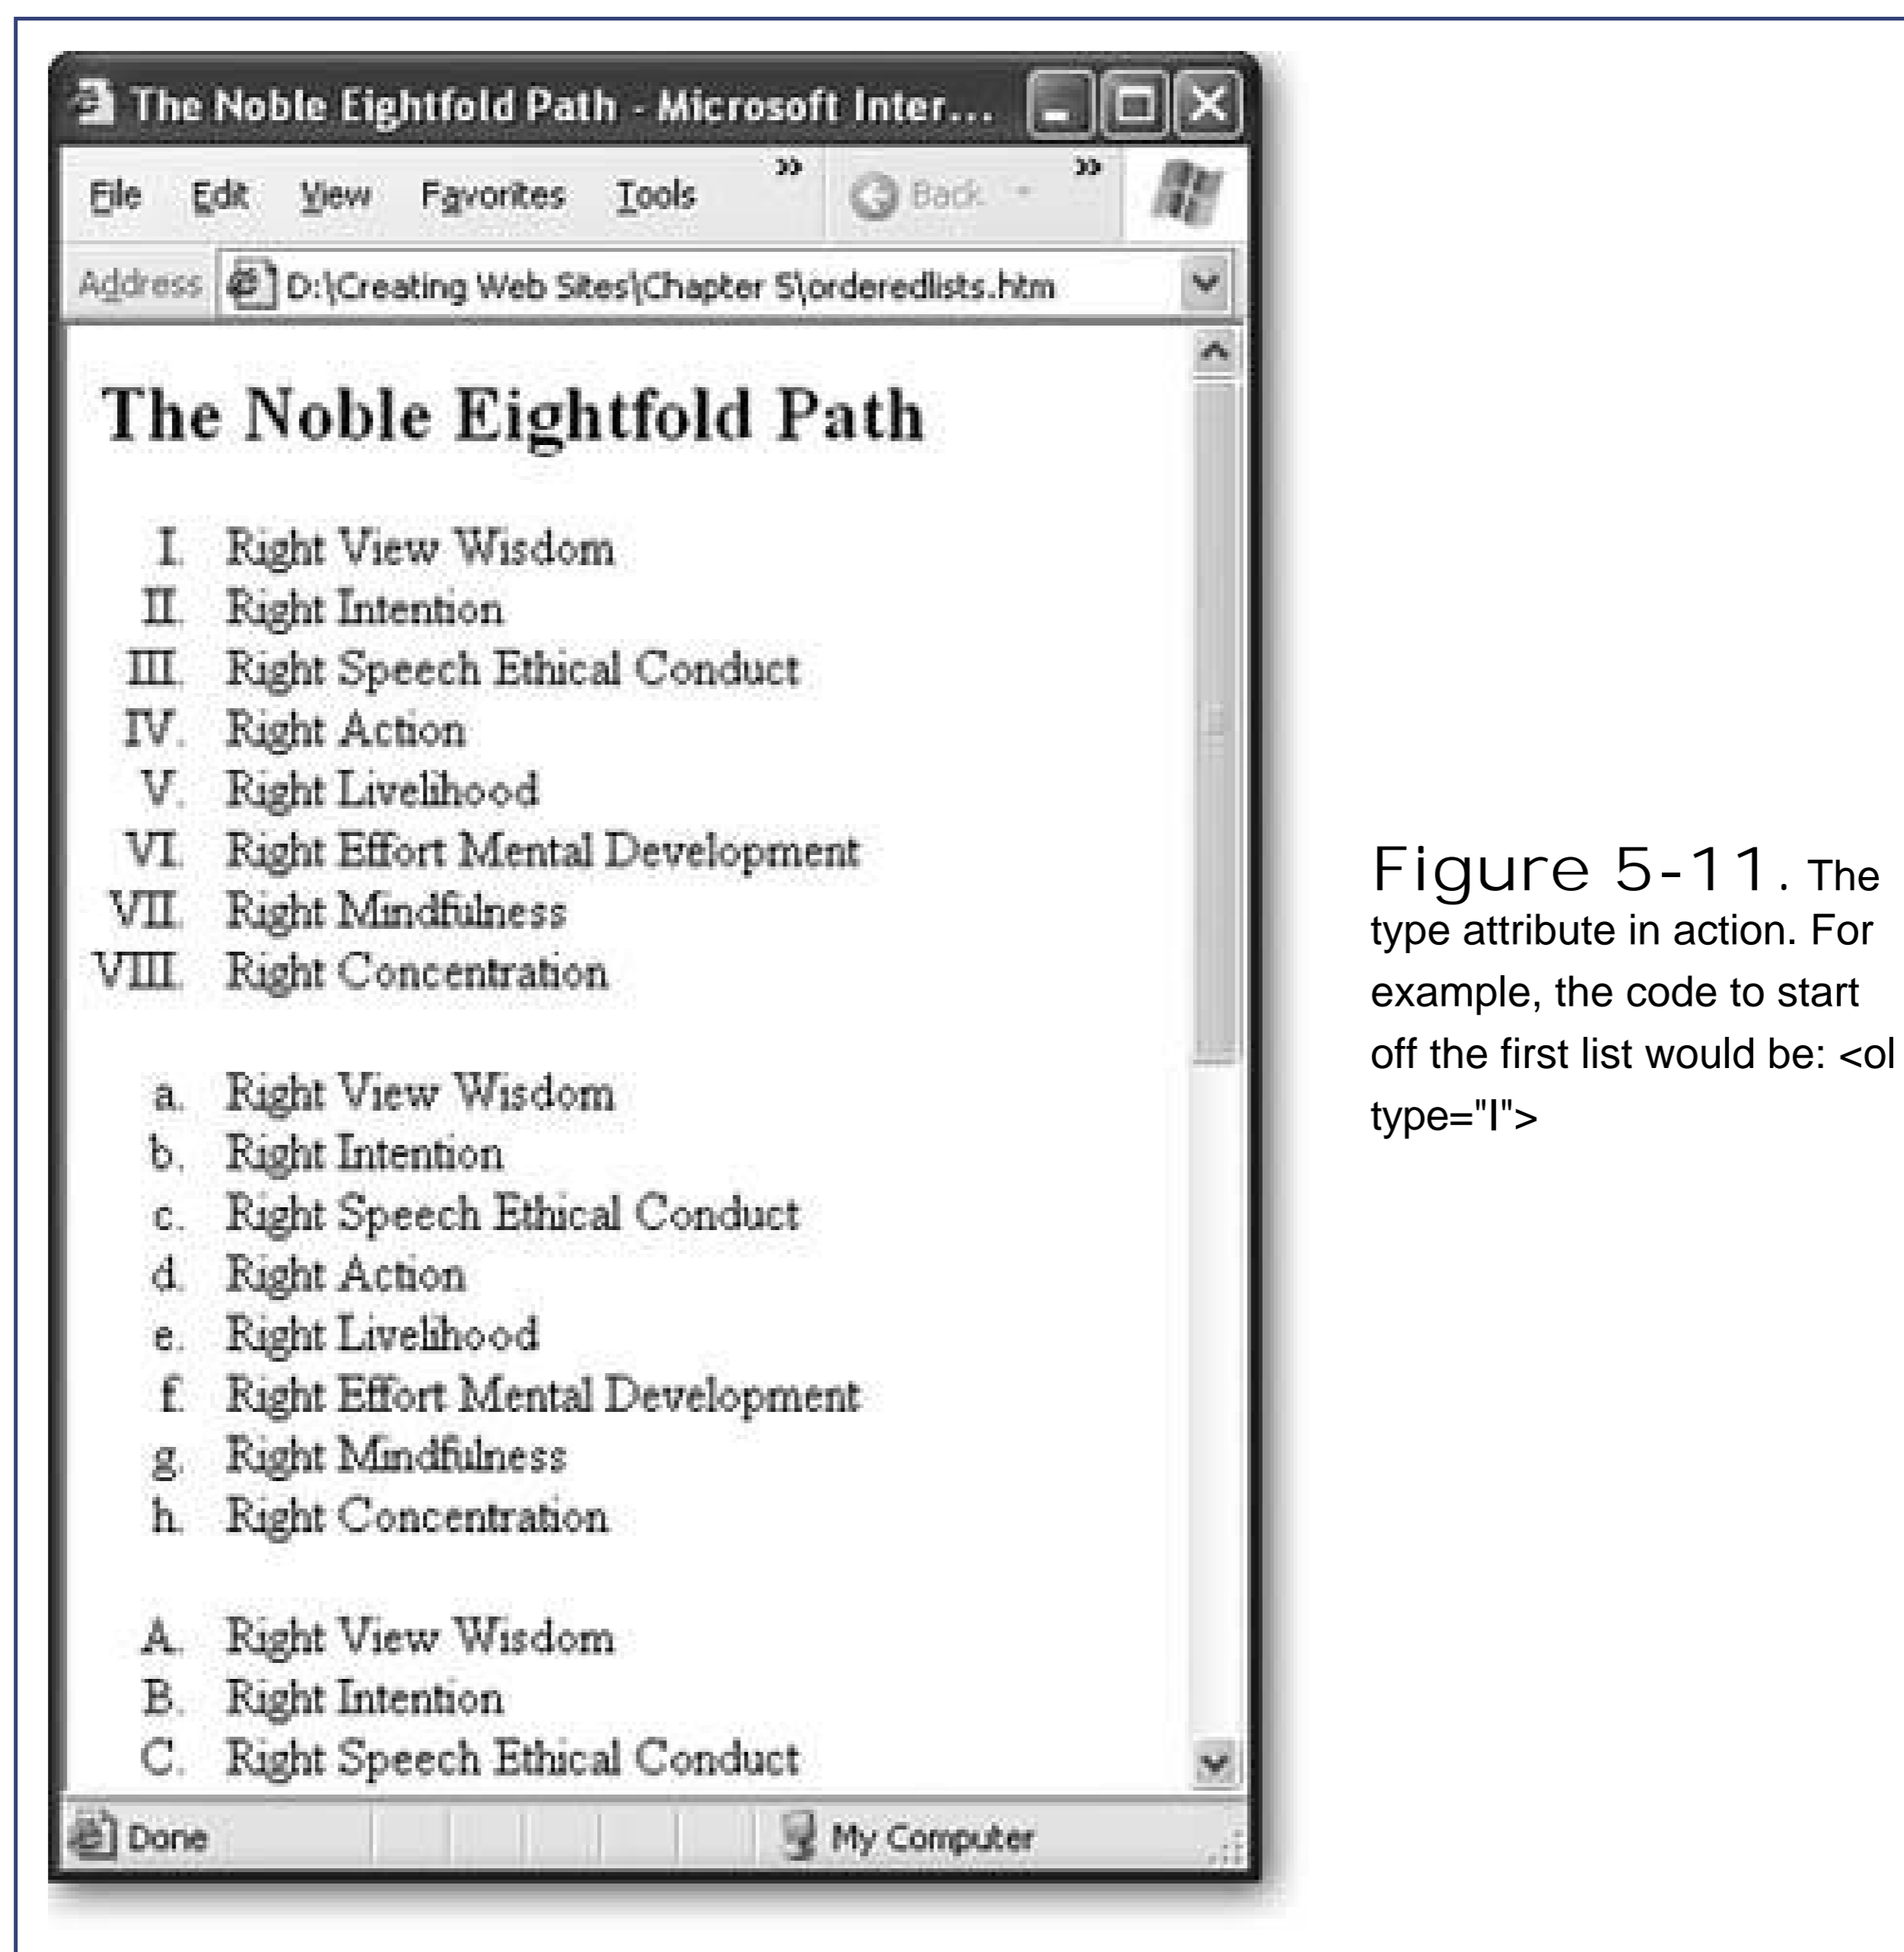 The Noble Eightfold Path - Microsoft Inter...
File Edit View Favorites Tools » Back »
Address D:\Creating Web Sites\Chapter 5\orderedlists.htm
The Noble Eightfold Path
I. Right View Wisdom
II. Right Intention
III. Right Speech Ethical Conduct
IV. Right Action
V. Right Livelihood
VI. Right Effort Mental Development
VII. Right Mindfulness
VIII. Right Concentration
a. Right View Wisdom
b. Right Intention
c. Right Speech Ethical Conduct
d. Right Action
e. Right Livelihood
f. Right Effort Mental Development
g. Right Mindfulness
h. Right Concentration
A. Right View Wisdom
B. Right Intention
C. Right Speech Ethical Conduct
Done My Computer
Figure 5-11. The
type attribute in action. For
example, the code to start
off the first list would be: <ol
type="I">